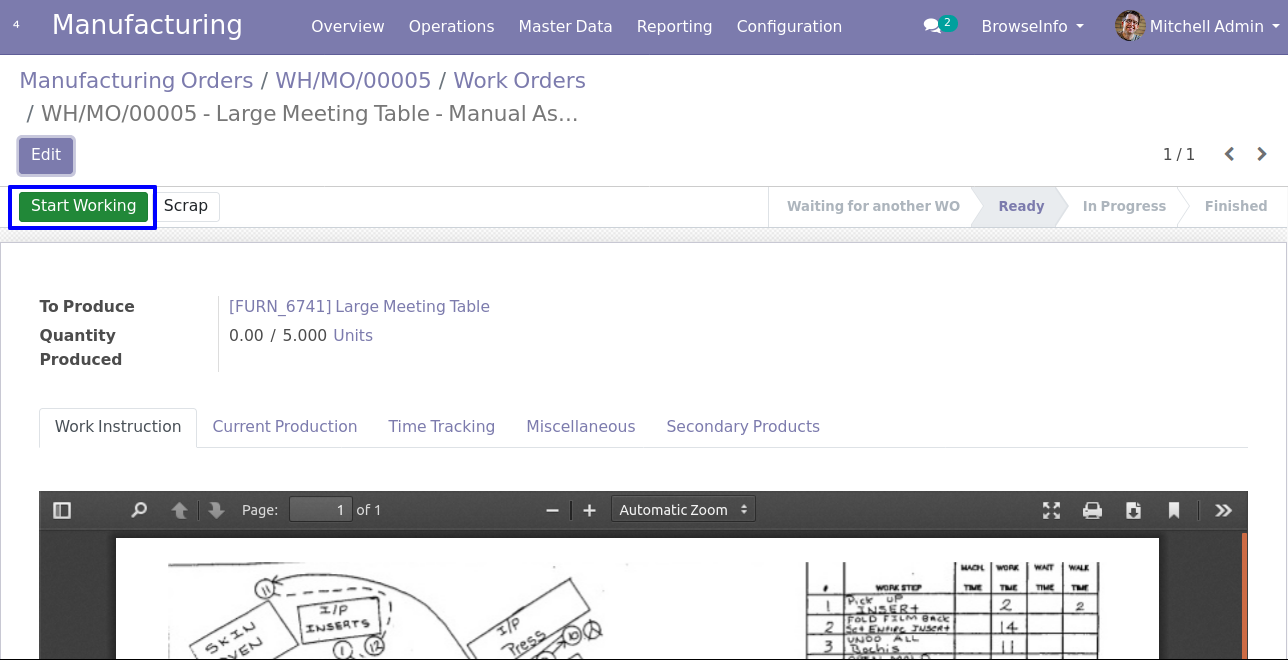 4 Manufacturing Overview Operations Master Data Reporting Configuration 2 BrowseInfo Mitchell Admin
Manufacturing Orders / WH/MO/00005 / Work Orders
/ WH/MO/00005 - Large Meeting Table - Manual As...
Edit 1 / 1
Start Working Scrap Waiting for another WO Ready In Progress Finished
To Produce [FURN_6741] Large Meeting Table
Quantity 0.00 / 5.000 Units
Produced
Work Instruction Current Production Time Tracking Miscellaneous Secondary Products
Page: 1 of 1 Automatic Zoom
MACH. WORK WAIT WALK
# WORK STEP TIME TIME TIME TIME
11 I/P
INSERTS
SKIN
I/P
Press
10 A
1 12
1 Pick UP
INSERT 2 2
2 FOLD FILM BACK
Set Entire INSERT 14
3 UNDO ALL
11